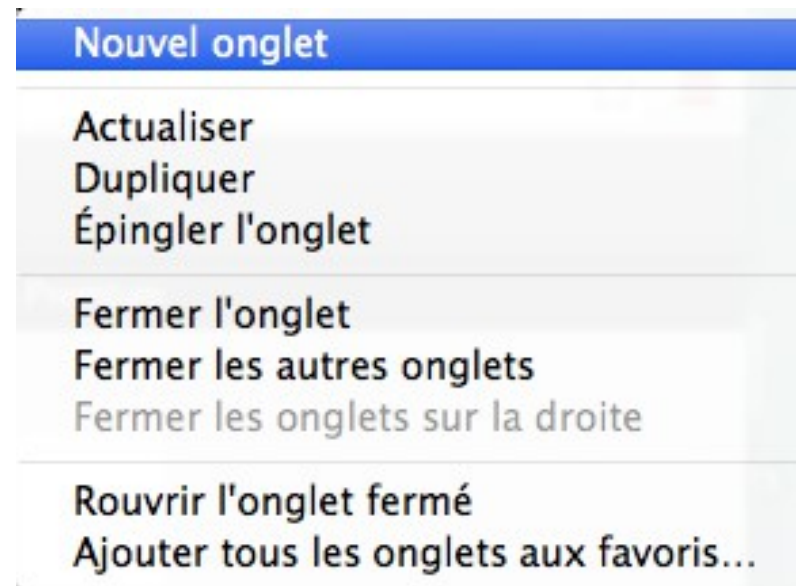 Nouvel onglet
Actualiser
Dupliquer
Épingler l'onglet
Fermer l'onglet
Fermer les autres onglets
Fermer les onglets sur la droite
Rouvrir l'onglet fermé
Ajouter tous les onglets aux favoris...